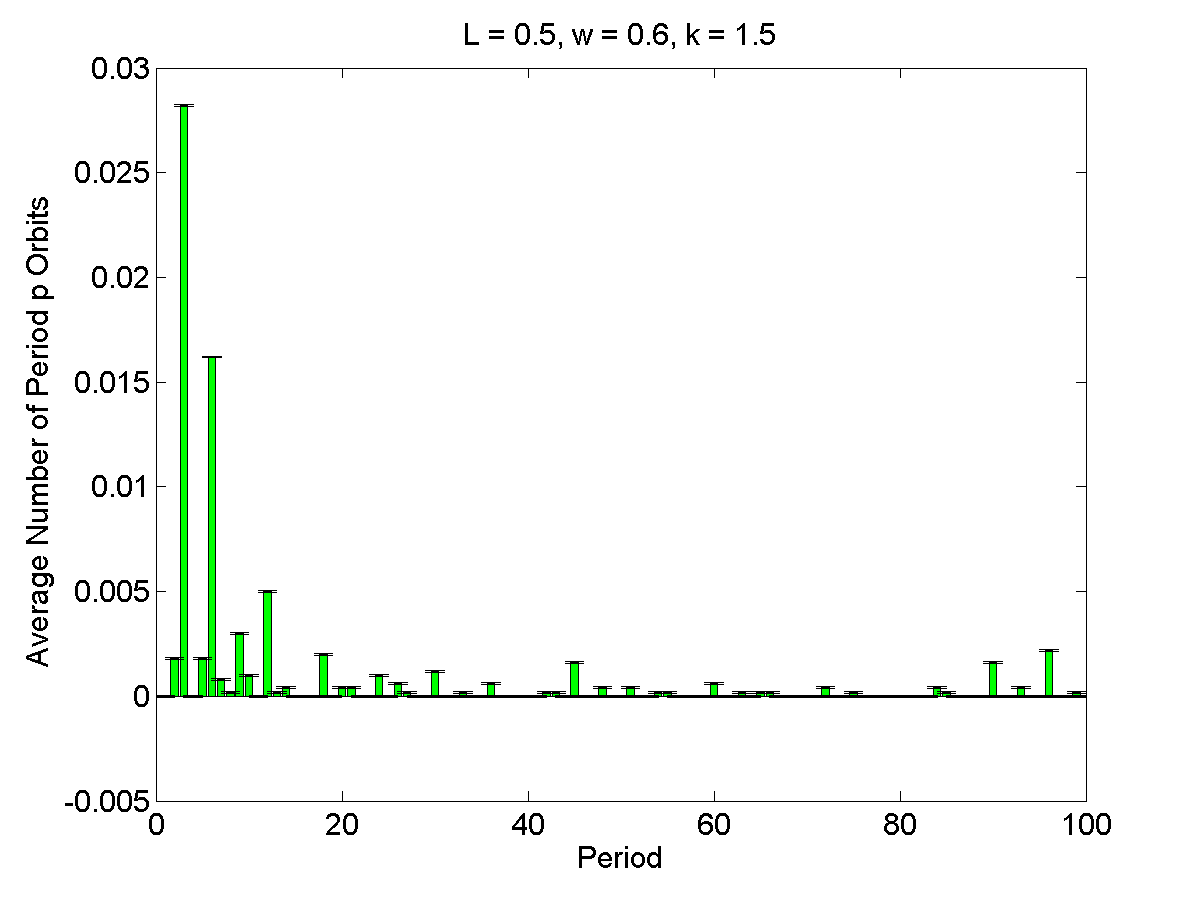 L = 0.5, w = 0.6, k = 1.5
Average Number of Period p Orbits
0.03
0.025
0.02
0.015
0.01
0.005
0
-0.005
0 20 40 60 80 100
Period